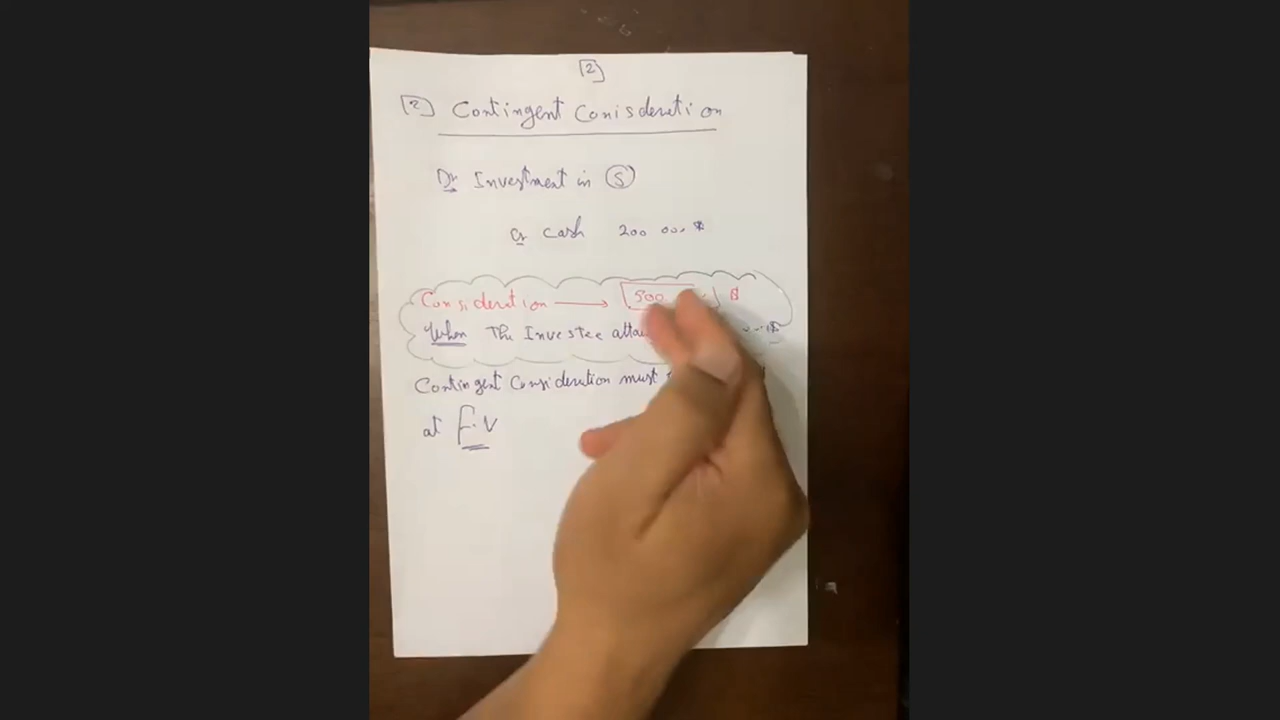 [2]
[2] Contingent Conisderation
Dr Investment in S
Cr cash 200 000 $
Consideration → 500 $
When The Investee
Contingent Consideration must
at F.V